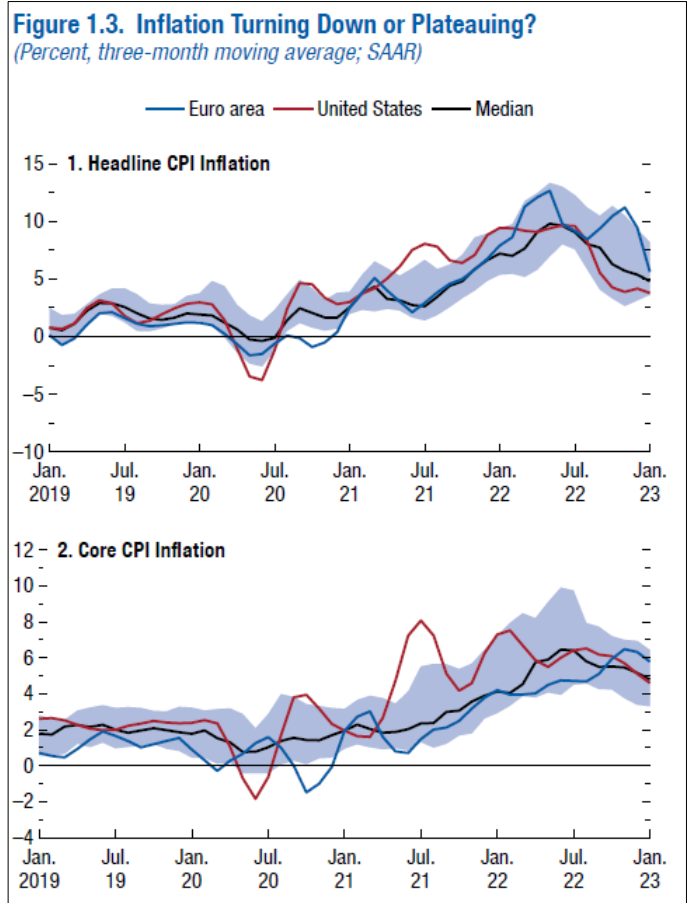 Figure 1.3. Inflation Turning Down or Plateauing?
(Percent, three-month moving average; SAAR)
Euro area United States Median
15 1. Headline CPI Inflation
10
5
0
–5
–10
Jan. Jul. Jan. Jul. Jan. Jul. Jan. Jul. Jan.
2019 19 20 20 21 21 22 22 23
12 2. Core CPI Inflation
10
8
6
4
2
0
–2
–4
Jan. Jul. Jan. Jul. Jan. Jul. Jan. Jul. Jan.
2019 19 20 20 21 21 22 22 23